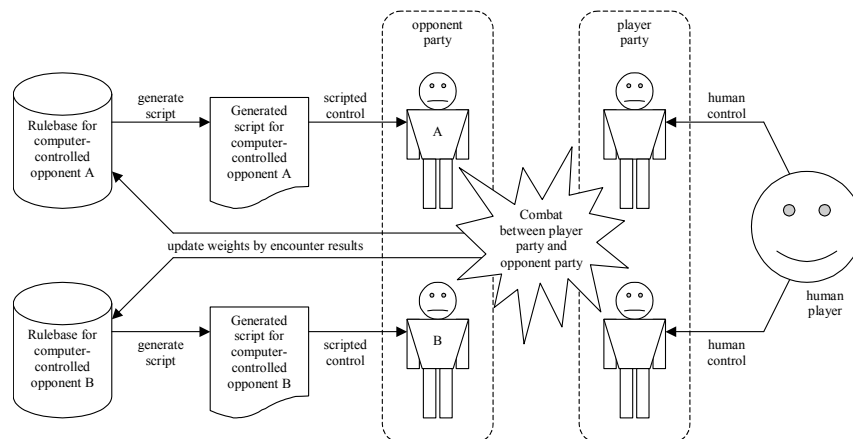 opponent
party
player
party
Rulebase for
computer-
controlled
opponent A
generate
script
Generated
script for
computer-
controlled
opponent A
scripted
control
A
human
control
Combat
between player
party and
opponent party
update weights by encounter results
human
player
Rulebase for
computer-
controlled
opponent B
generate
script
Generated
script for
computer-
controlled
opponent B
scripted
control
B
human
control